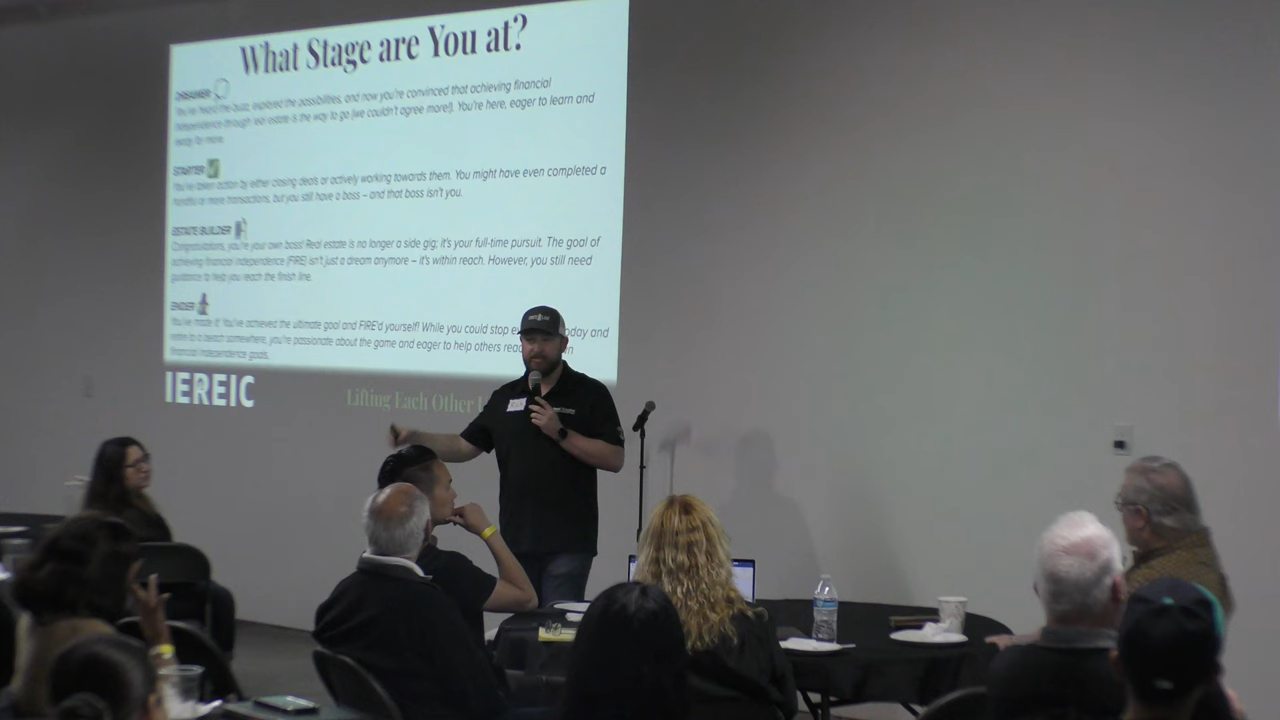 What Stage are You at?
DREAMER
You've heard the buzz, explored the possibilities, and now you're convinced that achieving financial
independence through real estate is the way to go (we couldn't agree more!). You're here, eager to learn and
ready for more.
STARTER
You've taken action by either closing deals or actively working towards them. You might have even completed a
handful or more transactions, but you still have a boss – and that boss isn't you.
ESTATE BUILDER
Congratulations, you're your own boss! Real estate is no longer a side gig; it's your full-time pursuit. The goal of
achieving financial independence (FIRE) isn't just a dream anymore – it's within reach. However, you still need
guidance to help you reach the finish line.
ENDER
You've made it! You've achieved the ultimate goal and FIRE'd yourself! While you could stop today and
retire to a beach somewhere, you're passionate about the game and eager to help others
financial independence goals.
IEREIC
Lifting Each Other